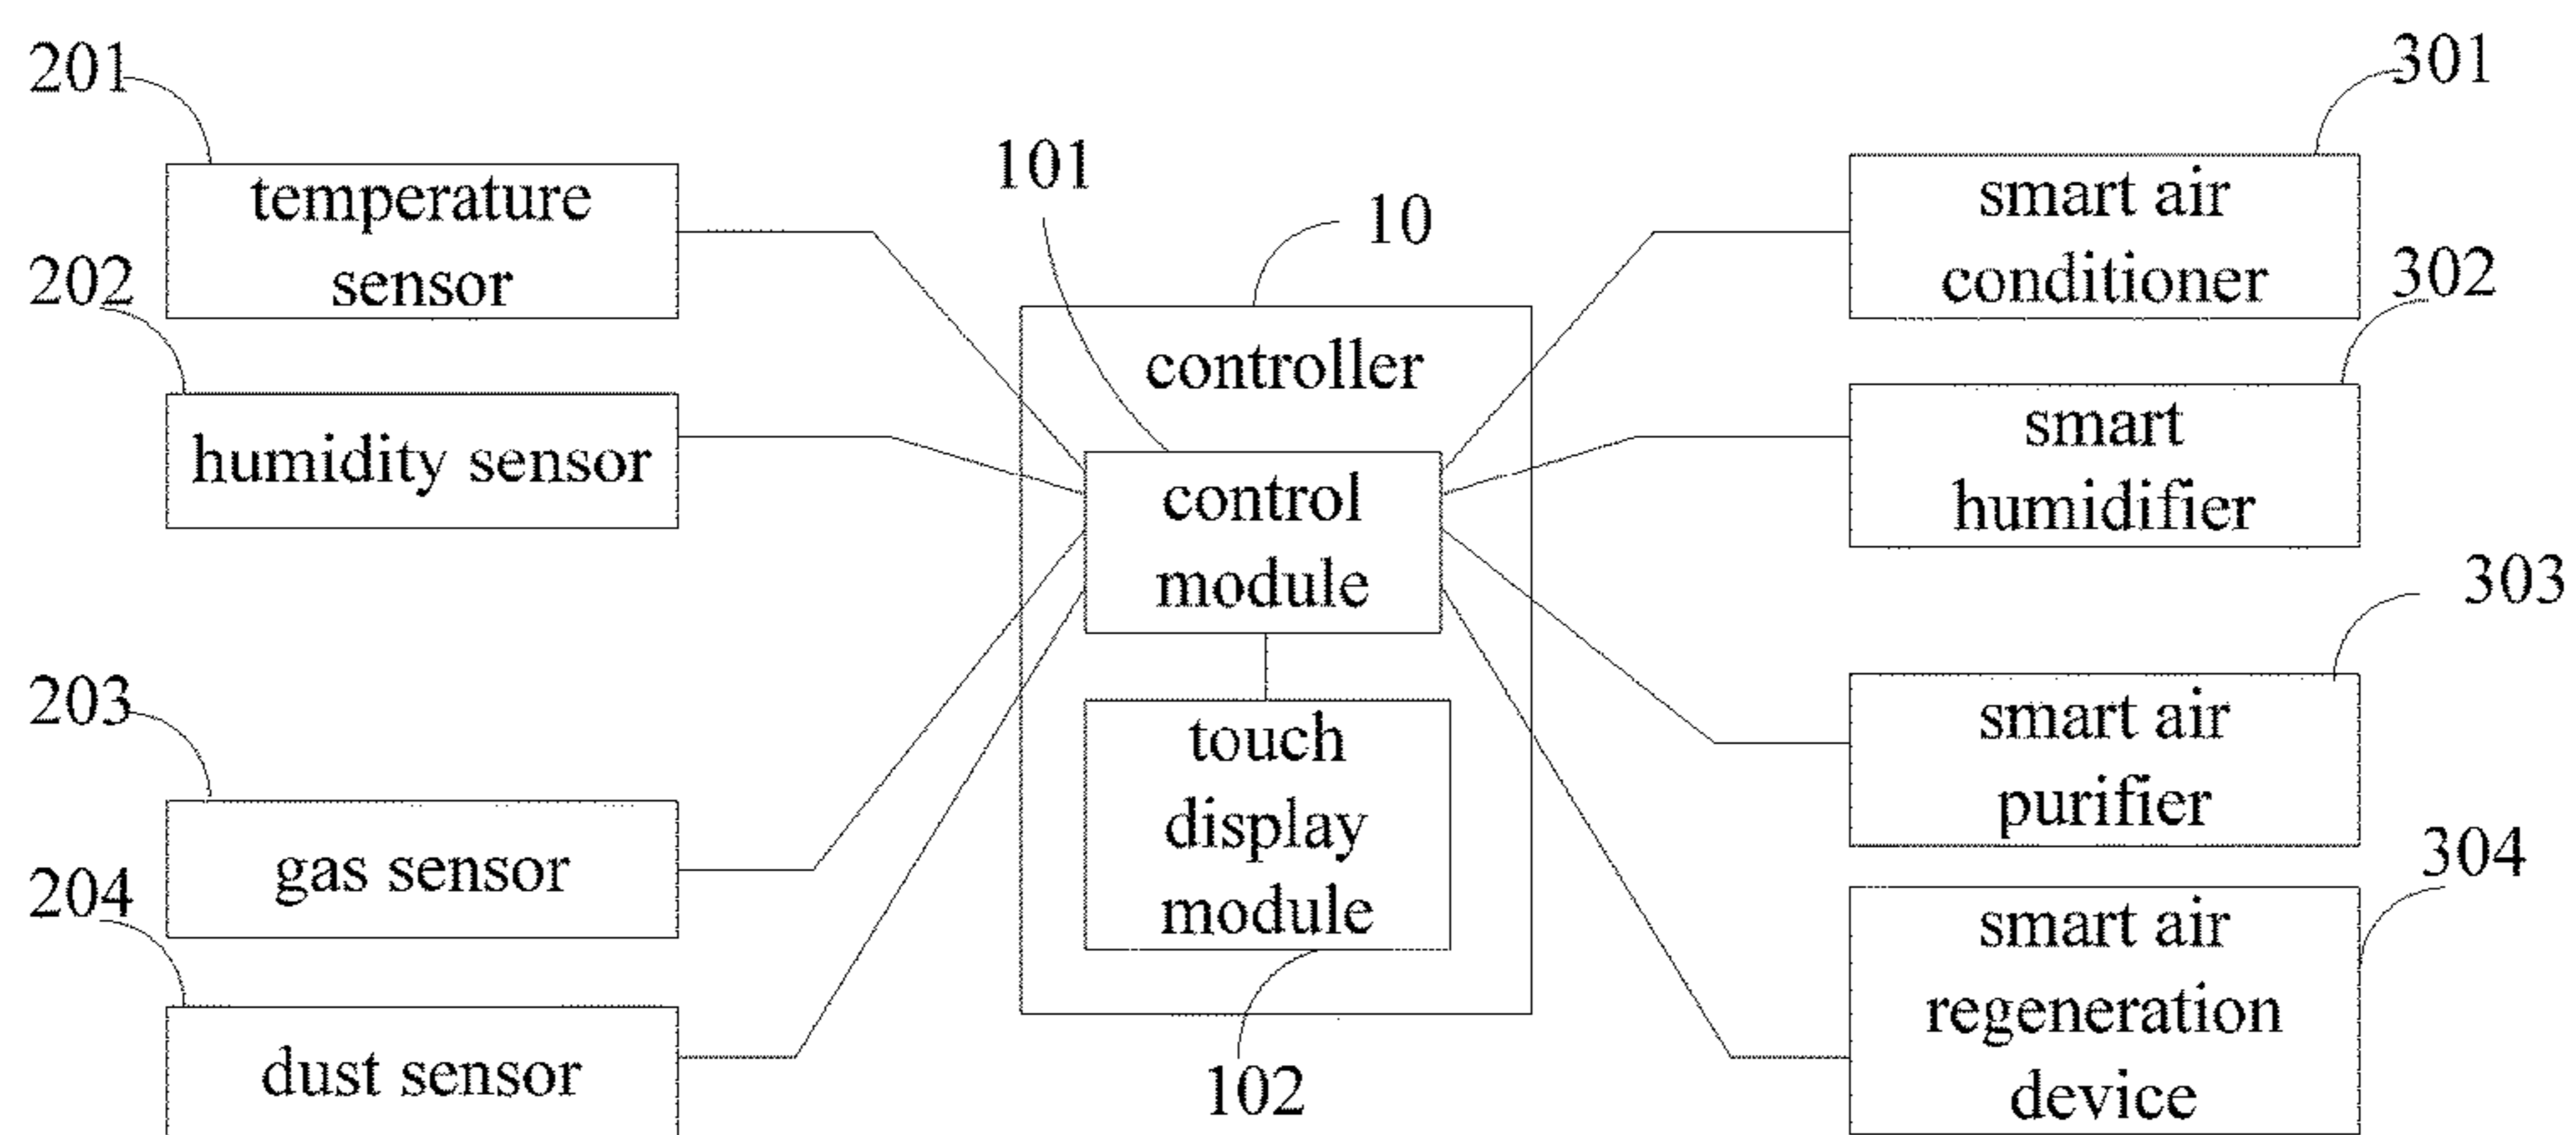 201
temperature
sensor
202
humidity sensor
203
gas sensor
204
dust sensor
101
10
controller
control
module
touch
display
module
102
301
smart air
conditioner
302
smart
humidifier
303
smart air
purifier
304
smart air
regeneration
device